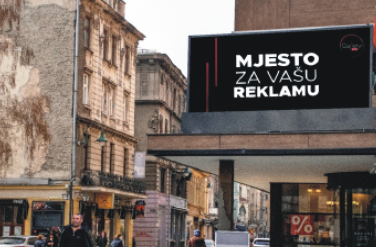 MJESTO
ZA VAŠU
REKLAMU
%